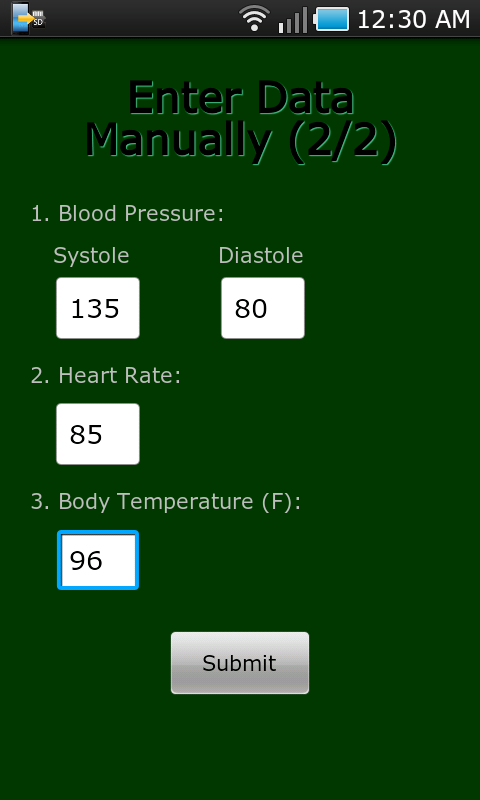 SD
12:30 AM
Enter Data
Manually (2/2)
1. Blood Pressure:
Systole Diastole
135 80
2. Heart Rate:
85
3. Body Temperature (F):
96
Submit